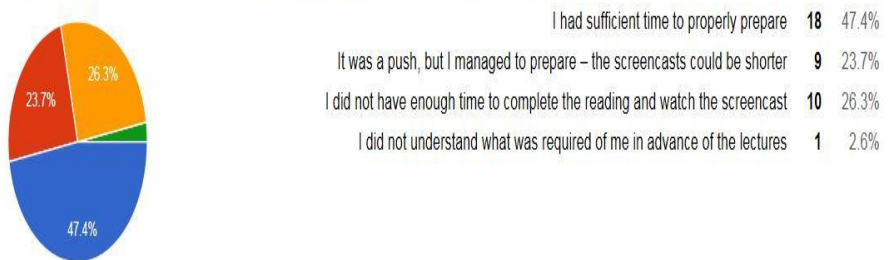 I had sufficient time to properly prepare 18 47.4%
It was a push, but I managed to prepare – the screencasts could be shorter 9 23.7%
I did not have enough time to complete the reading and watch the screencast 10 26.3%
I did not understand what was required of me in advance of the lectures 1 2.6%
26.3%
23.7%
47.4%